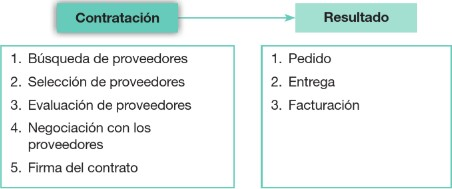 Contratación
Resultado
1. Búsqueda de proveedores
2. Selección de proveedores
3. Evaluación de proveedores
4. Negociación con los
proveedores
5. Firma del contrato
1. Pedido
2. Entrega
3. Facturación